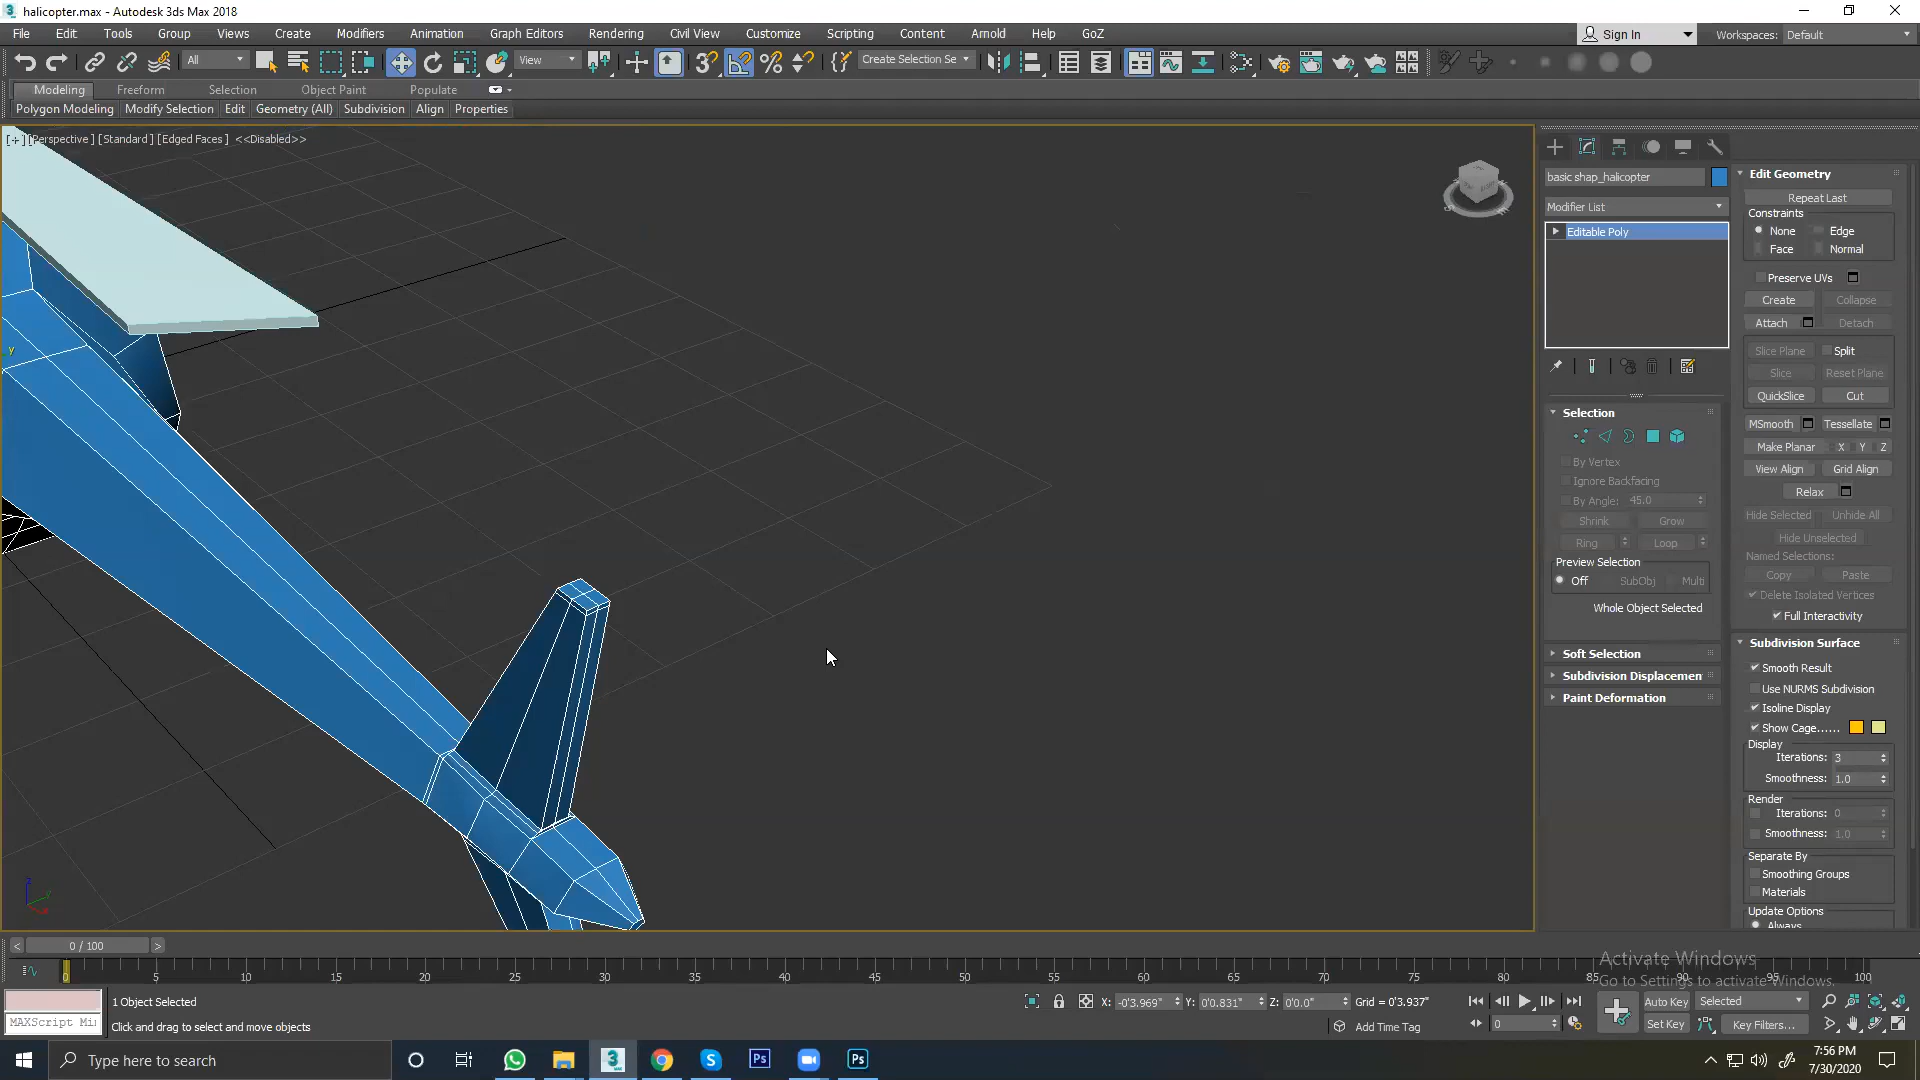 halicopter.max - Autodesk 3ds Max 2018
File Edit Tools Group Views Create Modifiers Animation Graph Editors Rendering Civil View Customize Scripting Content Arnold Help GoZ
Sign In Workspaces: Default
All View Create Selection Se
Modeling Freeform Selection Object Paint Populate
Polygon Modeling Modify Selection Edit Geometry (All) Subdivision Align Properties
[+] [Perspective] [Standard] [Edged Faces] <<Disabled>>
basic shap_halicopter
Modifier List
Editable Poly
Selection
By Vertex
Ignore Backfacing
By Angle: 45.0
Shrink Grow
Ring Loop
Preview Selection
Off SubObj Multi
Whole Object Selected
Soft Selection
Subdivision Displacemen
Paint Deformation
Edit Geometry
Repeat Last
Constraints
None Edge
Face Normal
Preserve UVs
Create Collapse
Attach Detach
Slice Plane Split
Slice Reset Plane
QuickSlice Cut
MSmooth Tessellate
Make Planar X Y Z
View Align Grid Align
Relax
Hide Selected Unhide All
Hide Unselected
Named Selections:
Copy Paste
Delete Isolated Vertices
Full Interactivity
Subdivision Surface
Smooth Result
Use NURMS Subdivision
Isoline Display
Show Cage......
Display
Iterations: 3
Smoothness: 1.0
Render
Iterations: 0
Smoothness: 1.0
Separate By
Smoothing Groups
Materials
Update Options
Always
0 / 100
0 5 10 15 20 25 30 35 40 45 50 55 60 65 70 75 80 85 90 95 100
Activate Windows
Go to Settings to activate Windows.
1 Object Selected
X: -0'3.969" Y: 0'0.831" Z: 0'0.0" Grid = 0'3.937"
Auto Key Selected
MAXScript Mi
Click and drag to select and move objects
Add Time Tag
0
Set Key Key Filters...
Type here to search
7:56 PM
7/30/2020